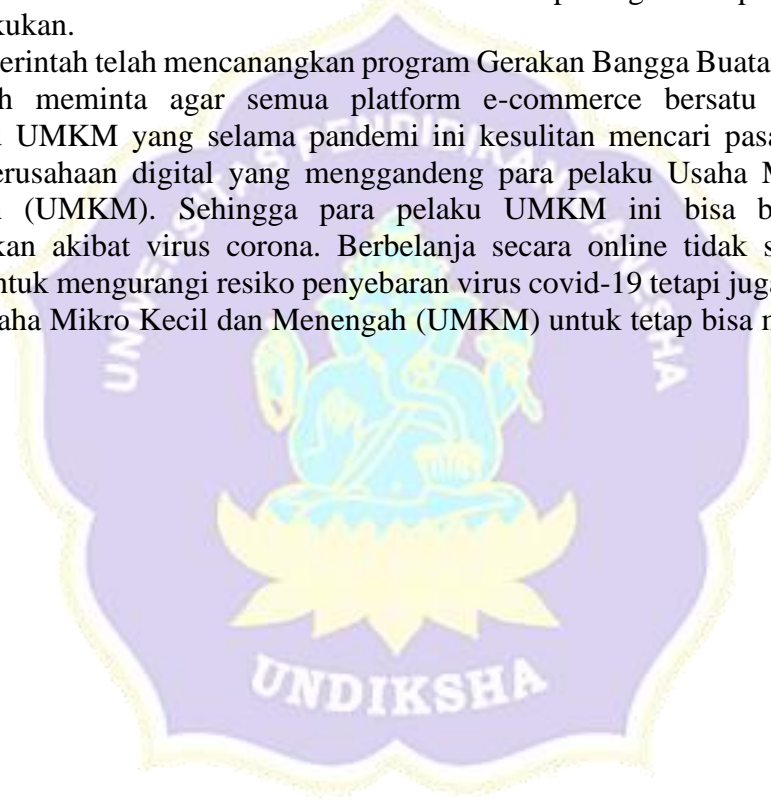 kukan.
erintah telah mencanangkan program Gerakan Bangga Buata
h meminta agar semua platform e-commerce bersatu
UMKM yang selama pandemi ini kesulitan mencari pasa
erusahaan digital yang menggandeng para pelaku Usaha M
(UMKM). Sehingga para pelaku UMKM ini bisa b
kan akibat virus corona. Berbelanja secara online tidak s
ntuk mengurangi resiko penyebaran virus covid-19 tetapi juga
aha Mikro Kecil dan Menengah (UMKM) untuk tetap bisa m
UNIVERSITAS PENDIDIKAN GANESHA
UNDIKSHA